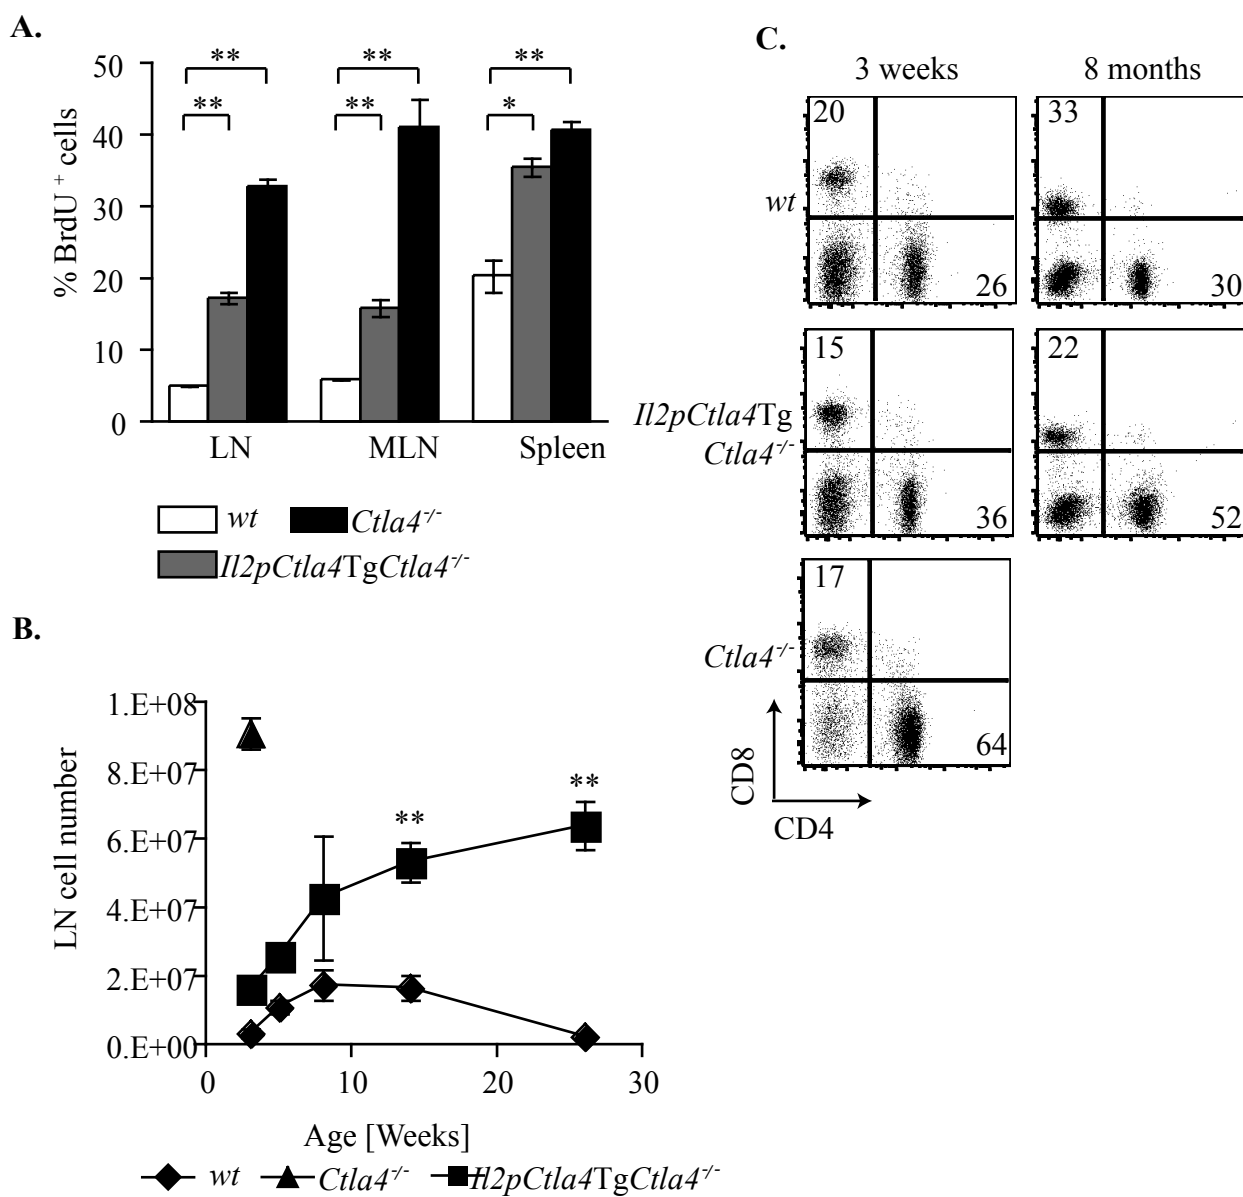 A.
50
40
30
20
10
0
% BrdU + cells
** ** ** ** ** *
LN MLN Spleen
wt Ctla4-/-
Il2pCtla4TgCtla4-/-
B.
1.E+08
8.E+07
6.E+07
4.E+07
2.E+07
0.E+00
LN cell number
** **
0 10 20 30
Age [Weeks]
wt Ctla4-/- Il2pCtla4TgCtla4-/-
C.
3 weeks 8 months
wt
20 33
26 30
Il2pCtla4Tg
Ctla4-/-
15 22
36 52
Ctla4-/-
17
64
CD8
CD4